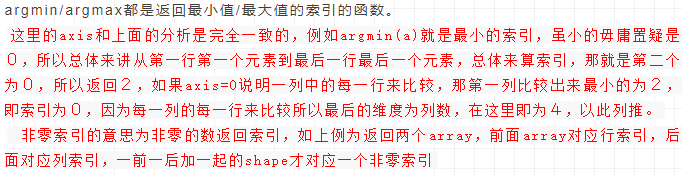 argmin/argmax都是返回最小值/最大值的索引的函数。
这里的axis和上面的分析是完全一致的，例如argmin(a)就是最小的索引，虽小的毋庸置疑是
０，所以总体来讲从第一行第一个元素到最后一行最后一个元素，总体来算索引，那就是第二个
为０，所以返回２，如果axis=0说明一列中的每一行来比较，那第一列比较出来最小的为２，
即索引为０，因为每一列的每一行来比较所以最后的维度为列数，在这里即为４，以此列推。
非零索引的意思为非零的数返回索引，如上例为返回两个array，前面array对应行索引，后
面对应列索引，一前一后加一起的shape才对应一个非零索引